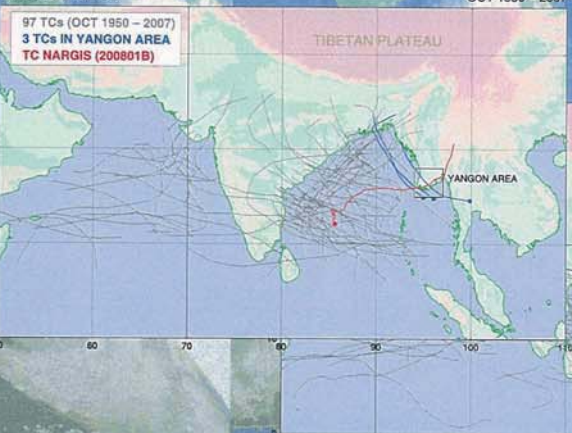 97 TCs (OCT 1950 – 2007)
3 TCs IN YANGON AREA
TC NARGIS (200801B)
TIBETAN PLATEAU
YANGON AREA
60
70
90
100